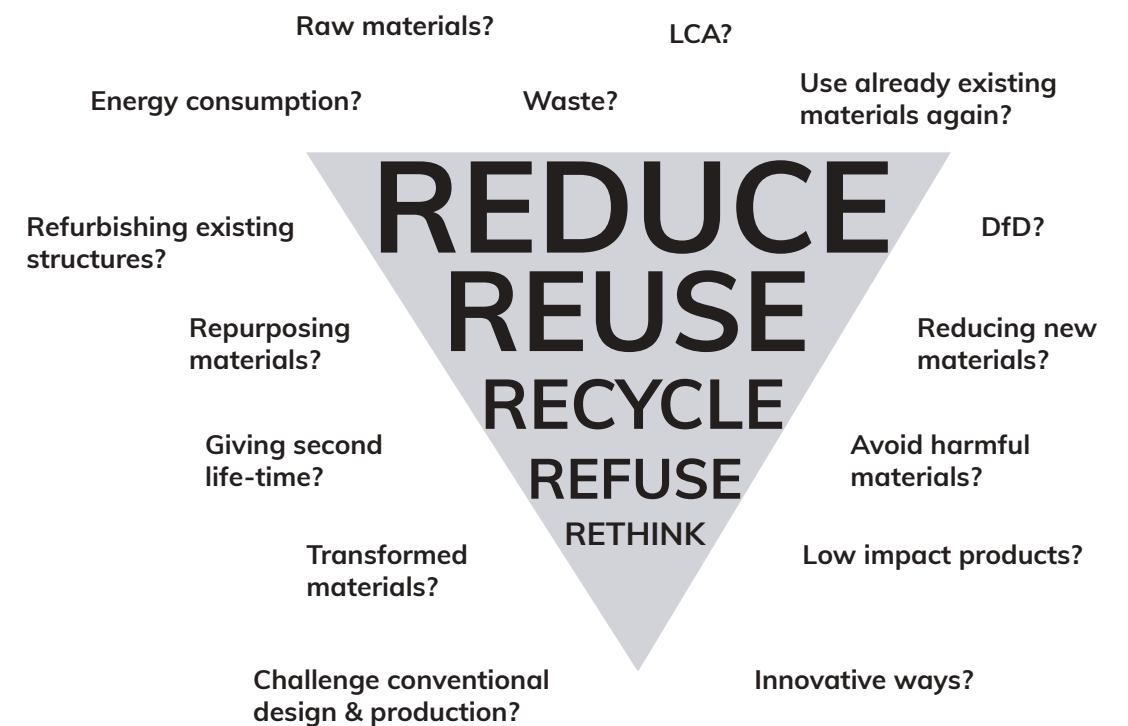 Raw materials?
LCA?
Energy consumption?
Waste?
Use already existing
materials again?
REDUCE
Refurbishing existing
structures?
DfD?
REUSE
Repurposing
materials?
Reducing new
materials?
RECYCLE
Giving second
life-time?
Avoid harmful
materials?
REFUSE
RETHINK
Transformed
materials?
Low impact products?
Challenge conventional
design & production?
Innovative ways?